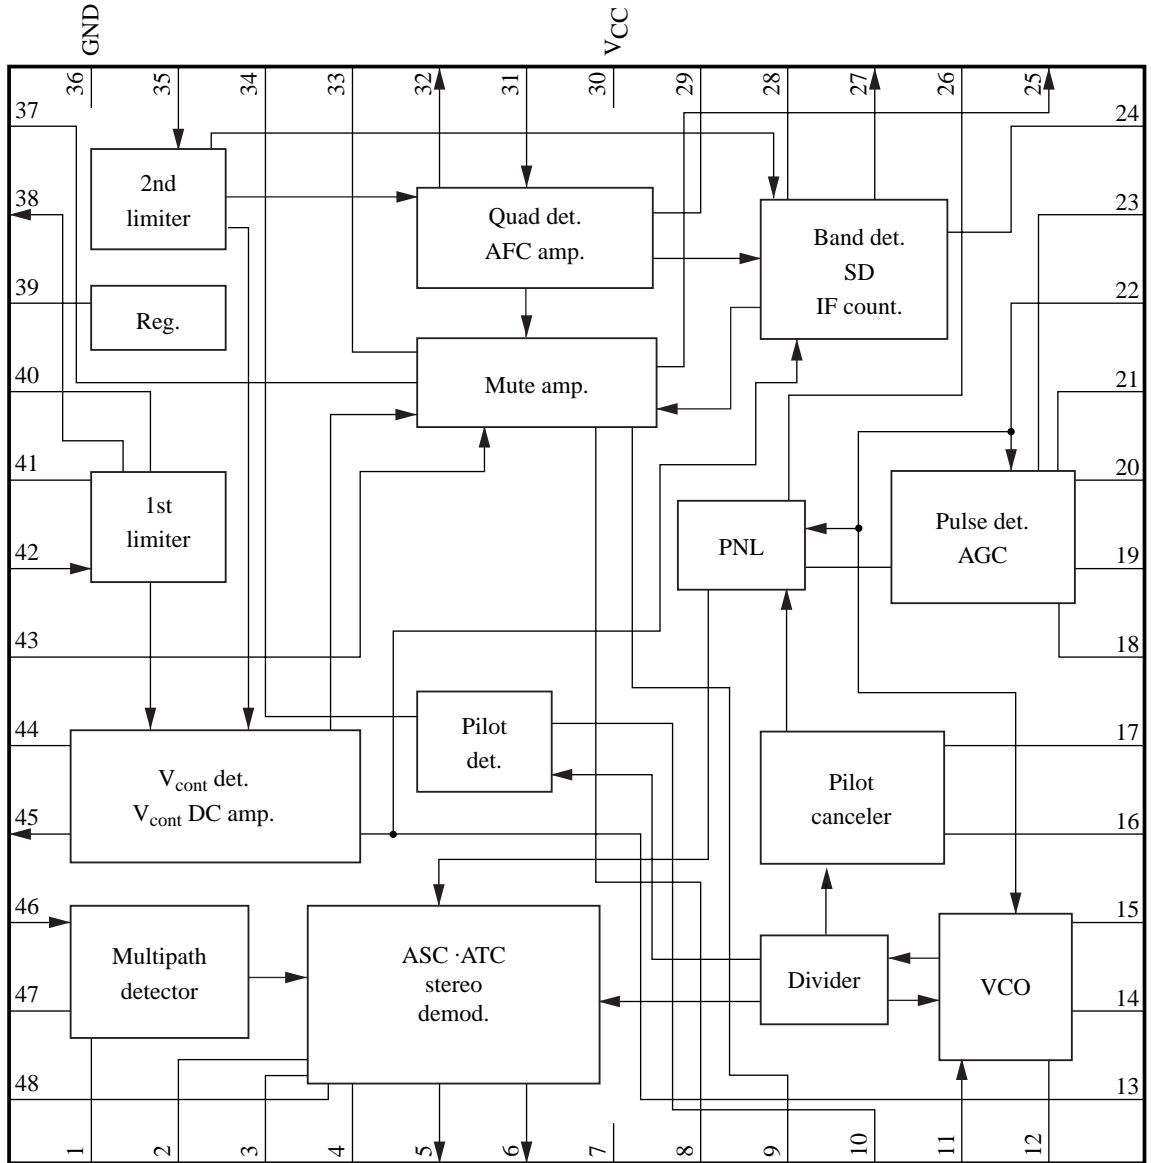 GND
VCC
36
35
34
33
32
31
30
29
28
27
26
25
37
24
2nd
limiter
38
23
Quad det.
AFC amp.
Band det.
SD
IF count.
39
22
Reg.
40
21
Mute amp.
41
20
1st
limiter
Pulse det.
AGC
PNL
42
19
43
18
44
17
Pilot
det.
Vcont det.
Vcont DC amp.
Pilot
canceler
45
16
46
15
Multipath
detector
ASC ·ATC
stereo
demod.
Divider
VCO
47
14
48
13
1
2
3
4
5
6
7
8
9
10
11
12